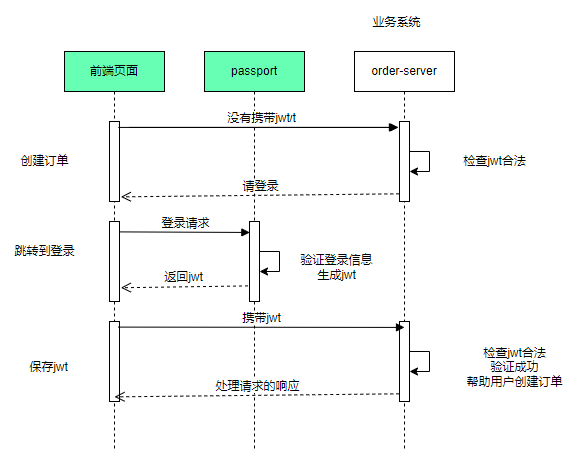 业务系统
前端页面
passport
order-server
没有携带jwt/t
创建订单
检查jwt合法
请登录
登录请求
跳转到登录
验证登录信息
生成jwt
返回jwt
携带jwt
保存jwt
检查jwt合法
验证成功
帮助用户创建订单
处理请求的响应